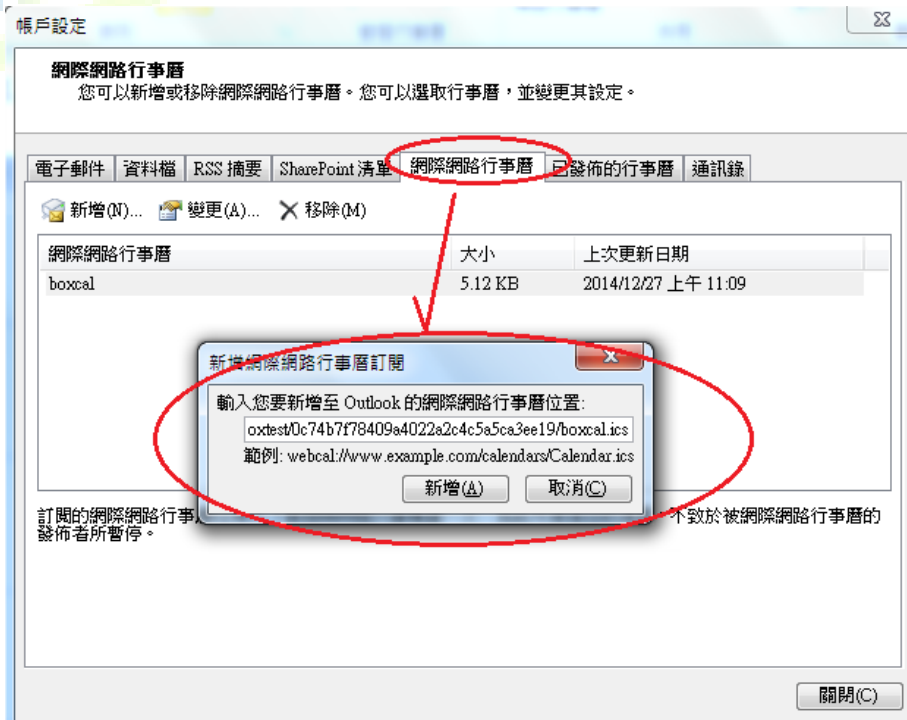 帳戶設定
網際網路行事曆
您可以新增或移除網際網路行事曆。您可以選取行事曆，並變更其設定。
電子郵件 資料檔 RSS 摘要 SharePoint 清單 網際網路行事曆 已發佈的行事曆 通訊錄
新增(N)... 變更(A)... 移除(M)
網際網路行事曆 大小 上次更新日期
boxcal 5.12 KB 2014/12/27 上午 11:09
新增網際網路行事曆訂閱
輸入您要新增至 Outlook 的網際網路行事曆位置:
oxtest/0c74b7f78409a4022a2c4c5a5ca3ee19/boxcal.ics
範例: webcal://www.example.com/calendars/Calendar.ics
新增(A) 取消(C)
訂閱的網際網路行事 不致於被網際網路行事曆的
發佈者所暫停。
關閉(C)